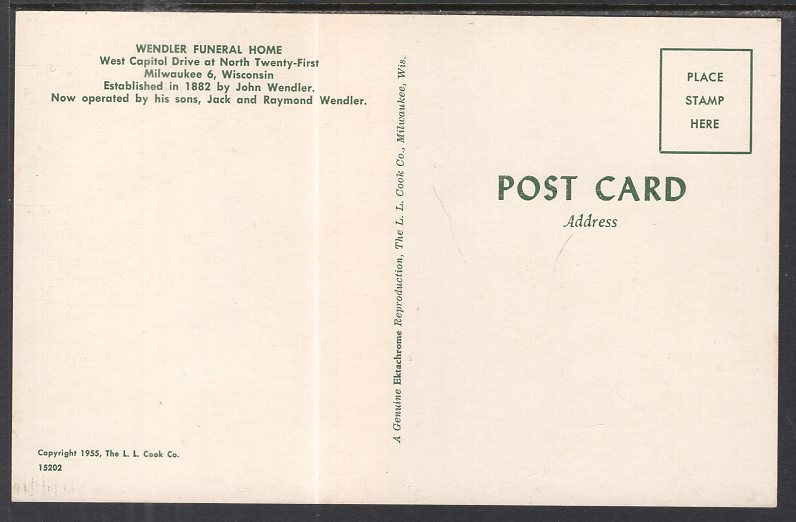 WENDLER FUNERAL HOME
West Capitol Drive at North Twenty-First
Milwaukee 6, Wisconsin
Established in 1882 by John Wendler.
Now operated by his sons, Jack and Raymond Wendler.
Copyright 1955, The L. L. Cook Co.
15202
A Genuine Ektachrome Reproduction, The L. L. Cook Co., Milwaukee, Wis.
PLACE
STAMP
HERE
POST CARD
Address